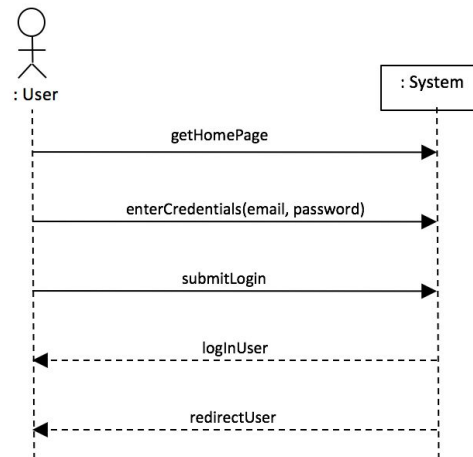 : User
: System
getHomePage
enterCredentials(email, password)
submitLogin
logInUser
redirectUser